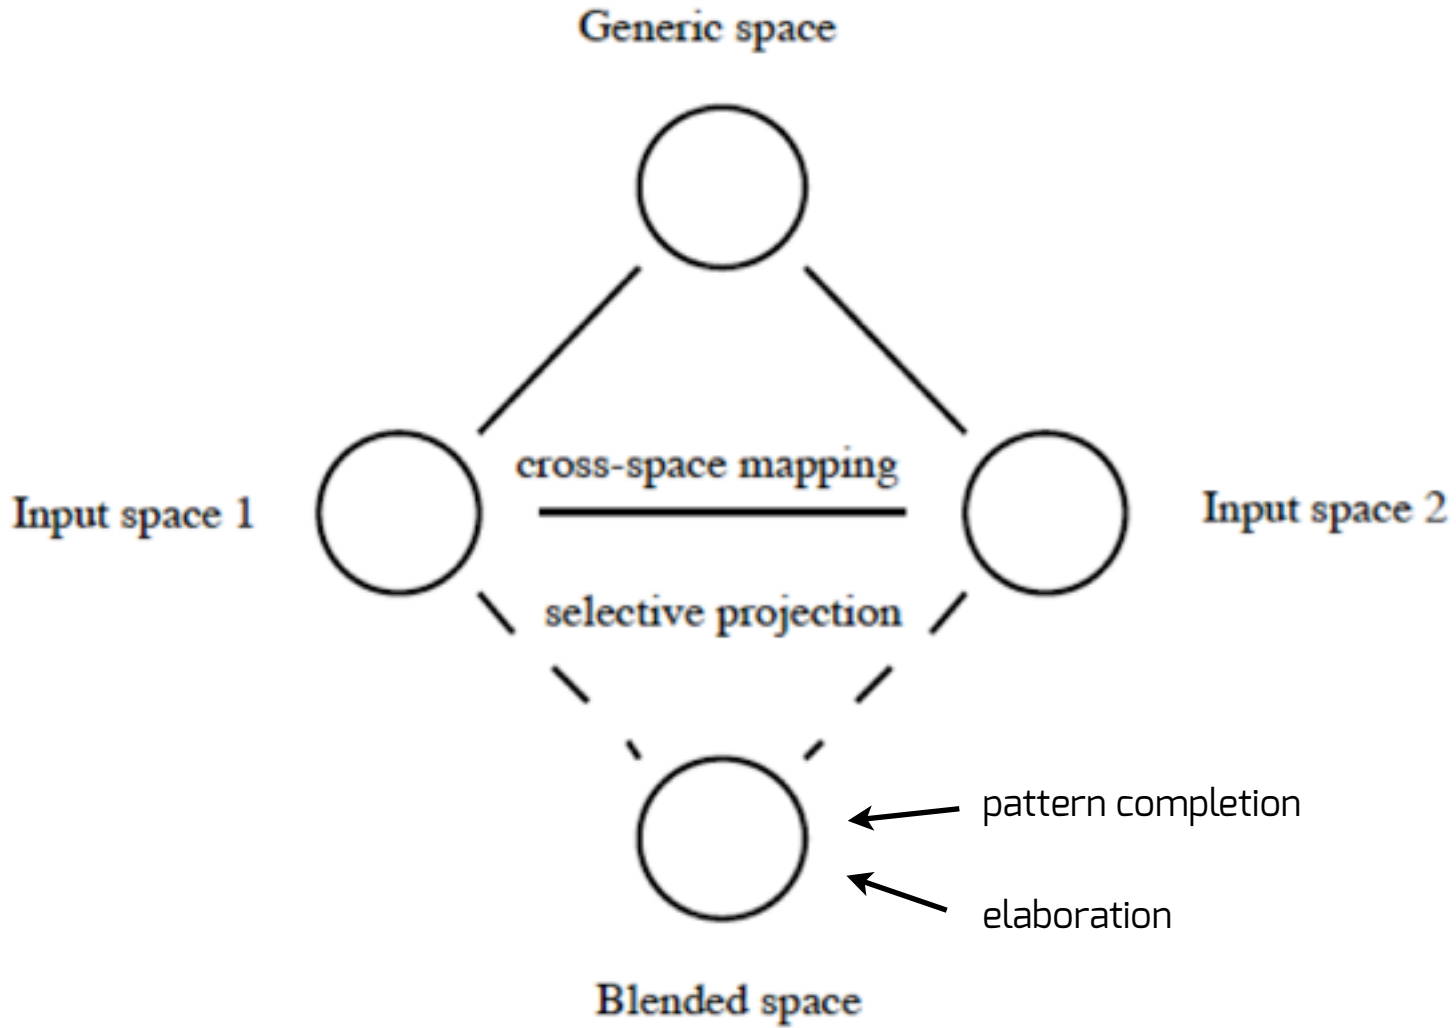 Generic space
cross-space mapping
Input space 1
Input space 2
selective projection
pattern completion
elaboration
Blended space